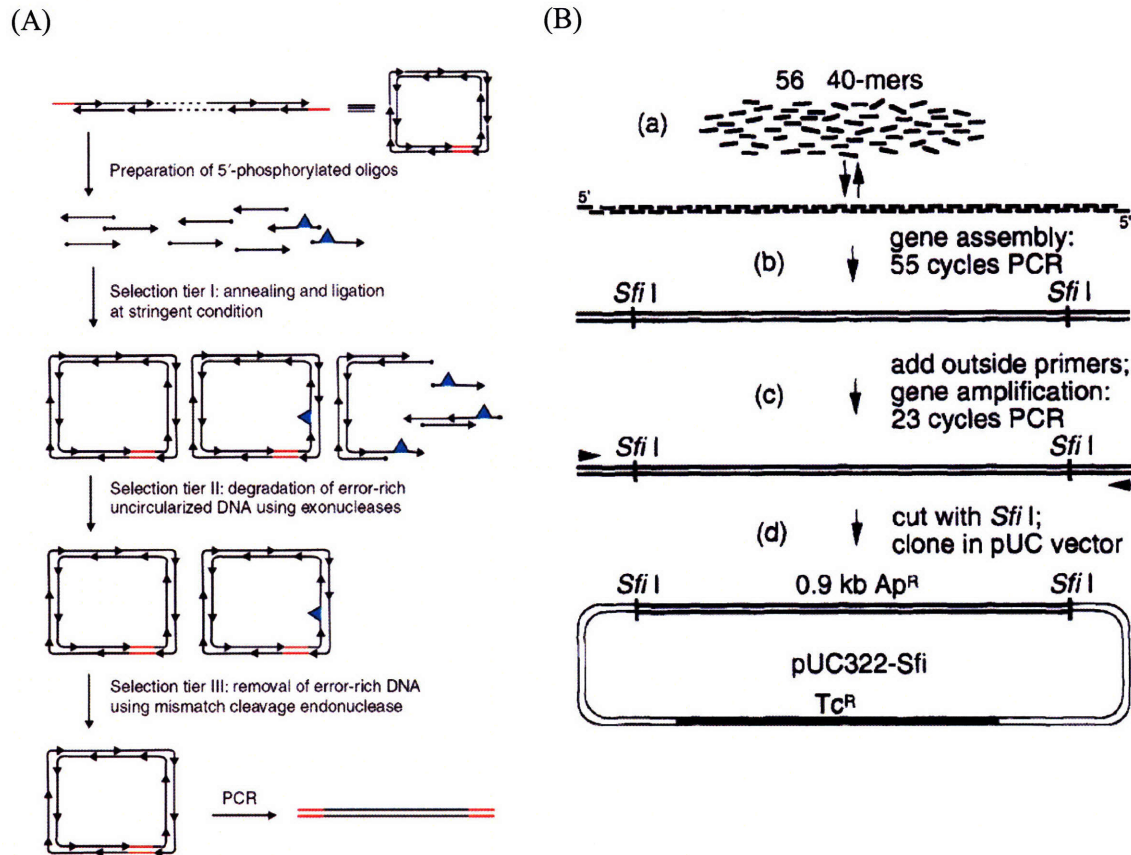 (A)
Preparation of 5′-phosphorylated oligos
Selection tier I: annealing and ligation
at stringent condition
Selection tier II: degradation of error-rich
uncircularized DNA using exonucleases
Selection tier III: removal of error-rich DNA
using mismatch cleavage endonuclease
PCR
(B)
56 40-mers
(a)
5'
5'
(b)
gene assembly:
55 cycles PCR
Sfi I
Sfi I
(c)
add outside primers;
gene amplification:
23 cycles PCR
Sfi I
Sfi I
(d)
cut with Sfi I;
clone in pUC vector
Sfi I
0.9 kb Apᴿ
Sfi I
pUC322-Sfi
Tcᴿ